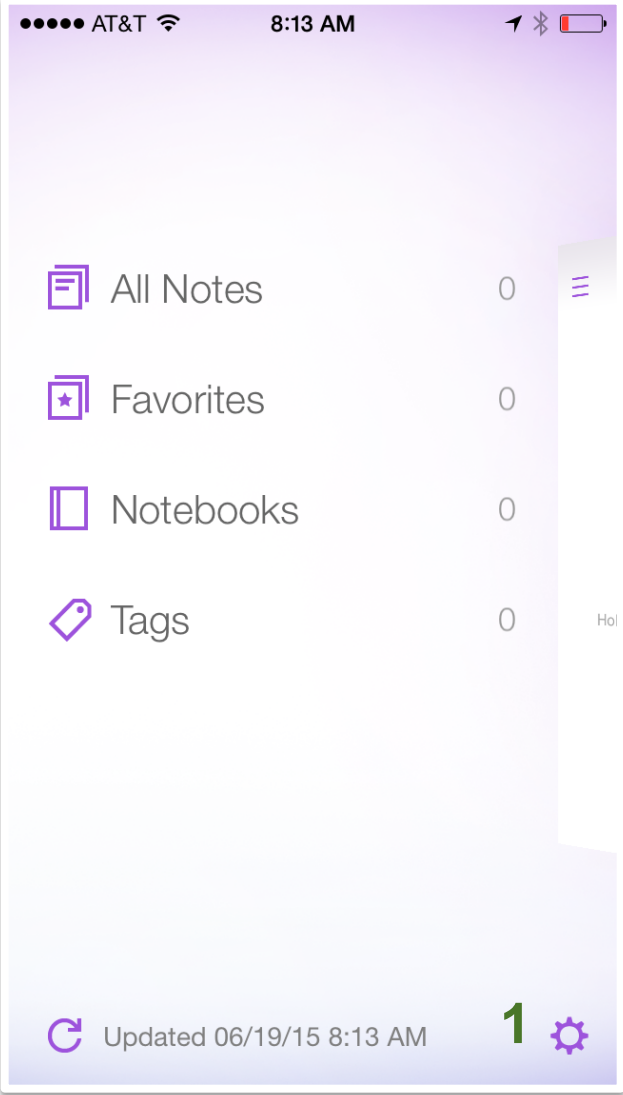 AT&T 8:13 AM
All Notes 0
Favorites 0
Notebooks 0
Tags 0
Hol
Updated 06/19/15 8:13 AM 1